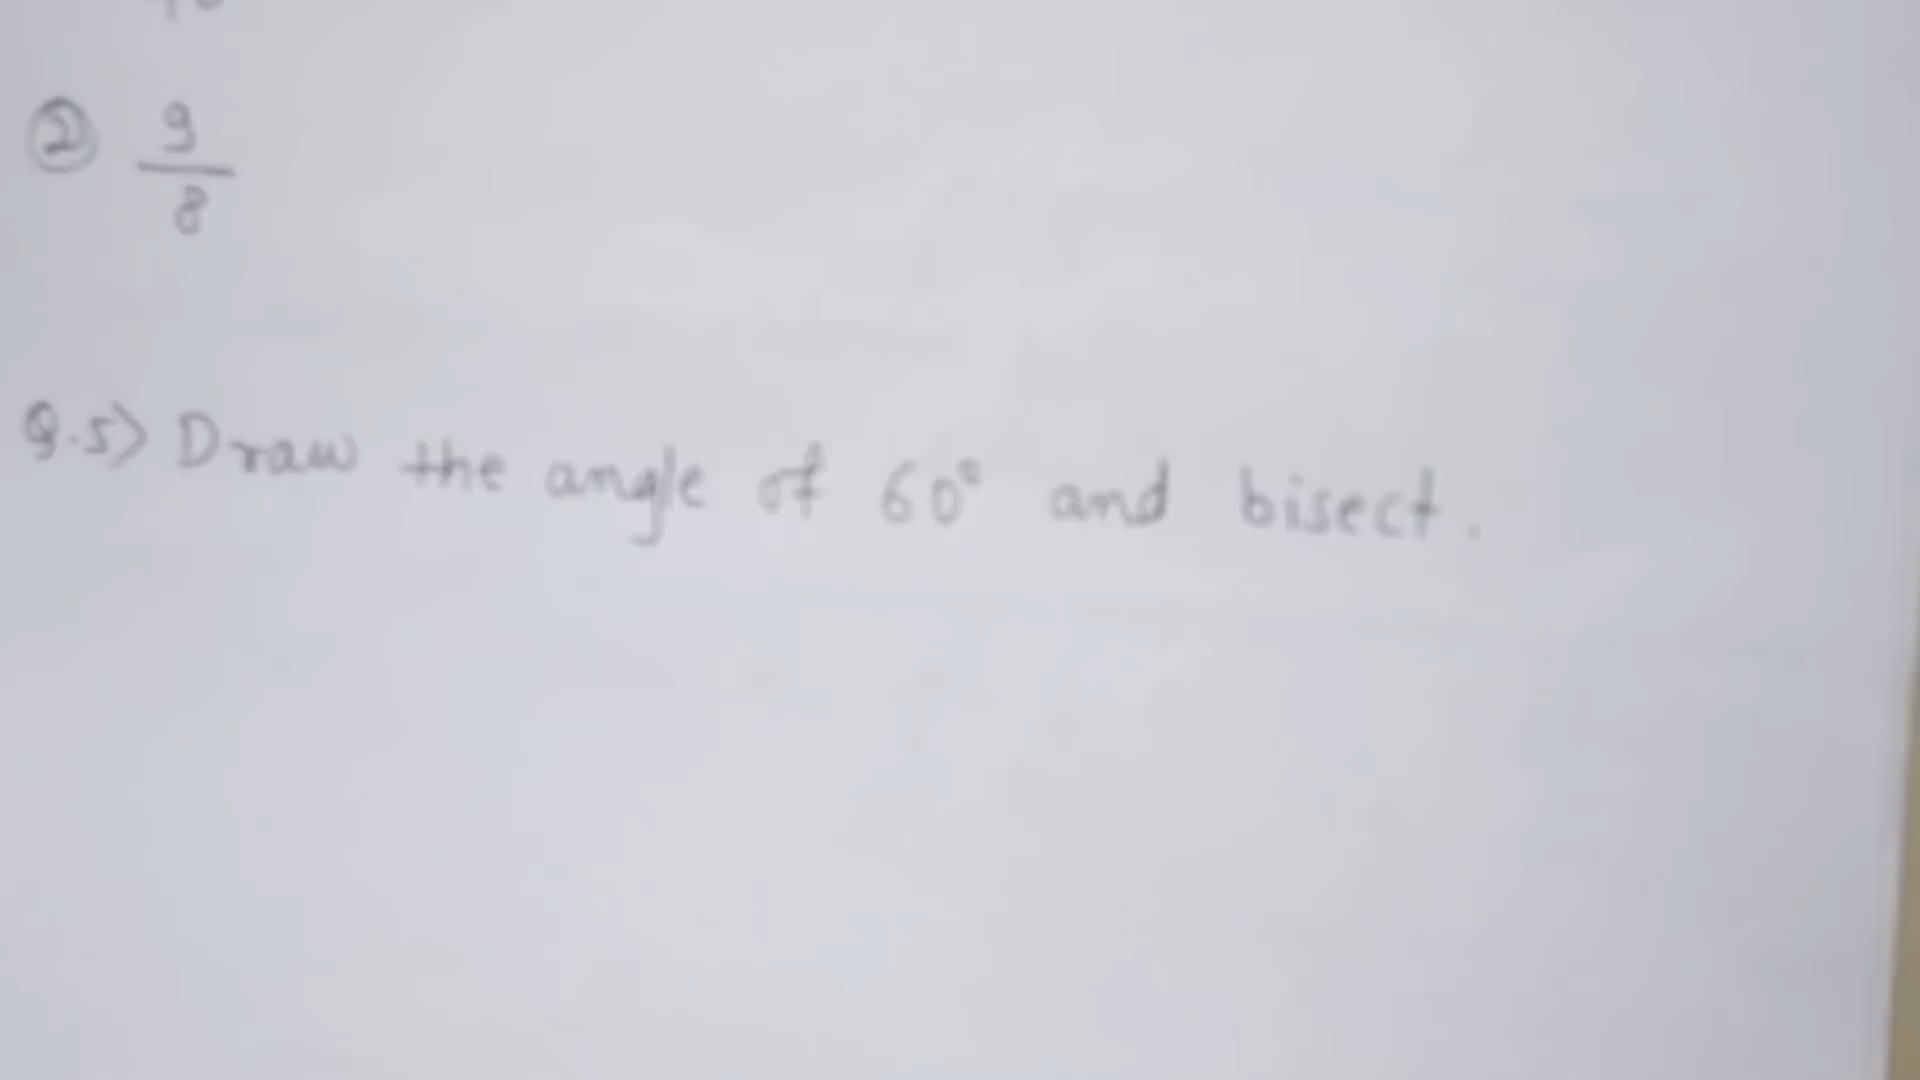 ② 9
8
Q.5) Draw the angle of 60° and bisect.